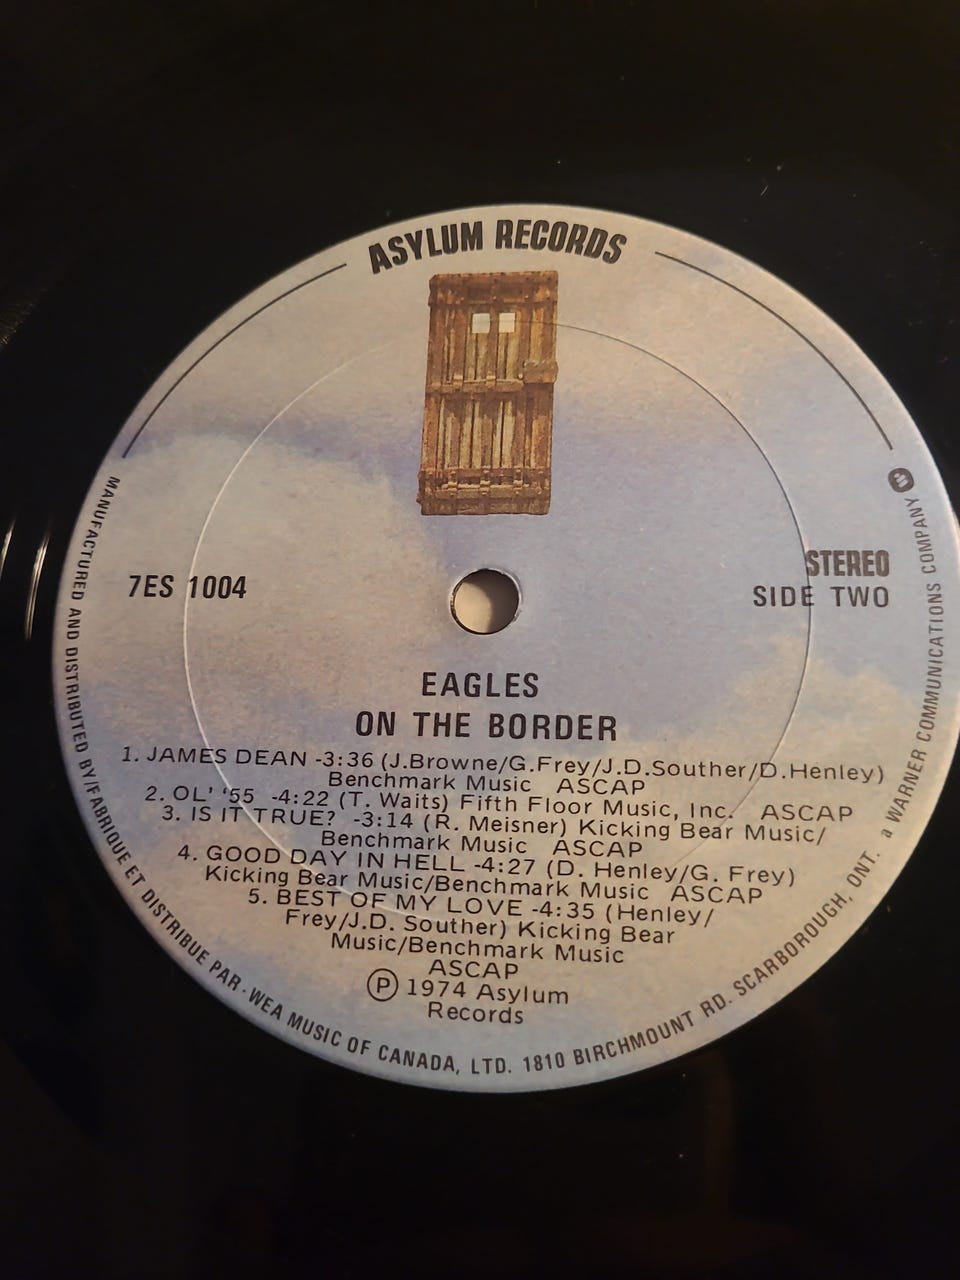 ASYLUM RECORDS
7ES 1004
STEREO
SIDE TWO
EAGLES
ON THE BORDER
1. JAMES DEAN -3:36 (J.Browne/G.Frey/J.D.Souther/D.Henley)
Benchmark Music ASCAP
2. OL' '55 -4:22 (T. Waits) Fifth Floor Music, Inc. ASCAP
3. IS IT TRUE? -3:14 (R. Meisner) Kicking Bear Music/
Benchmark Music ASCAP
4. GOOD DAY IN HELL -4:27 (D. Henley/G. Frey)
Kicking Bear Music/Benchmark Music ASCAP
5. BEST OF MY LOVE -4:35 (Henley/
Frey/J.D. Souther) Kicking Bear
Music/Benchmark Music
ASCAP
Ⓟ 1974 Asylum
Records
MANUFACTURED AND DISTRIBUTED BY/FABRIQUE ET DISTRIBUE PAR · WEA MUSIC OF CANADA, LTD. 1810 BIRCHMOUNT RD. SCARBOROUGH, ONT. a WARNER COMMUNICATIONS COMPANY